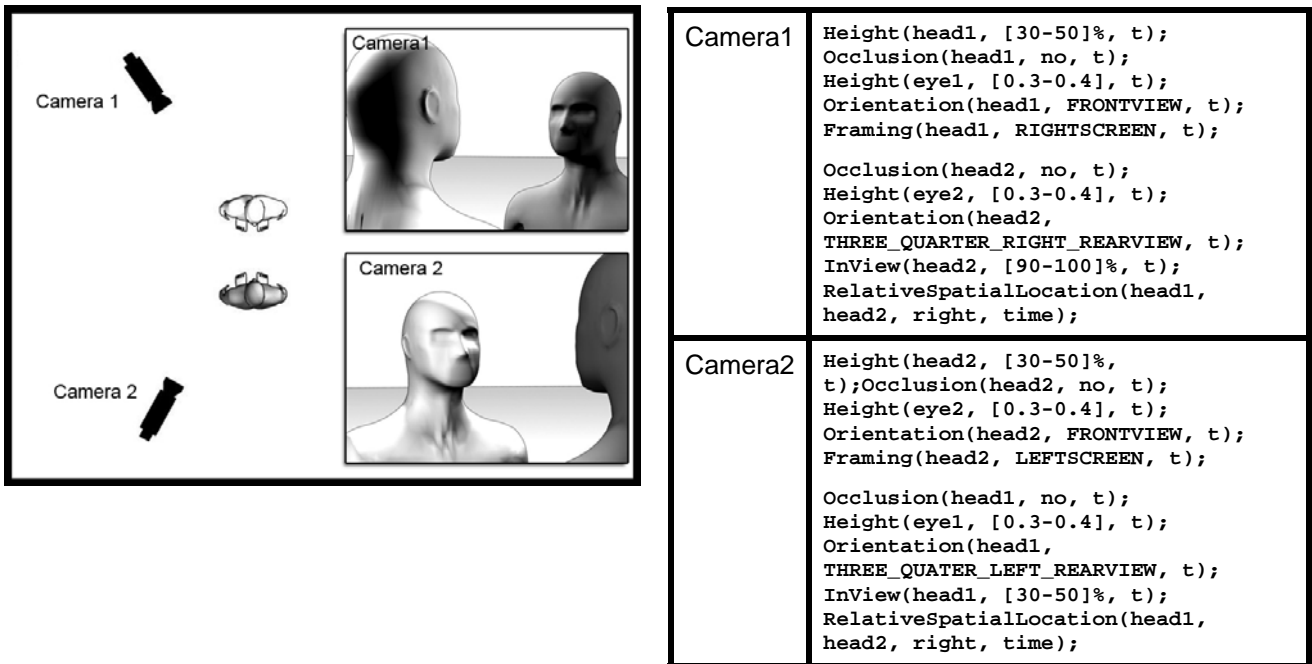 Camera 1
Camera 2
Camera1
Camera 2
Camera1
Height(head1, [30-50]%, t);
Occlusion(head1, no, t);
Height(eye1, [0.3-0.4], t);
Orientation(head1, FRONTVIEW, t);
Framing(head1, RIGHTSCREEN, t);
Occlusion(head2, no, t);
Height(eye2, [0.3-0.4], t);
Orientation(head2,
THREE_QUARTER_RIGHT_REARVIEW, t);
InView(head2, [90-100]%, t);
RelativeSpatialLocation(head1,
head2, right, time);
Camera2
Height(head2, [30-50]%,
t);Occlusion(head2, no, t);
Height(eye2, [0.3-0.4], t);
Orientation(head2, FRONTVIEW, t);
Framing(head2, LEFTSCREEN, t);
Occlusion(head1, no, t);
Height(eye1, [0.3-0.4], t);
Orientation(head1,
THREE_QUATER_LEFT_REARVIEW, t);
InView(head1, [30-50]%, t);
RelativeSpatialLocation(head1,
head2, right, time);